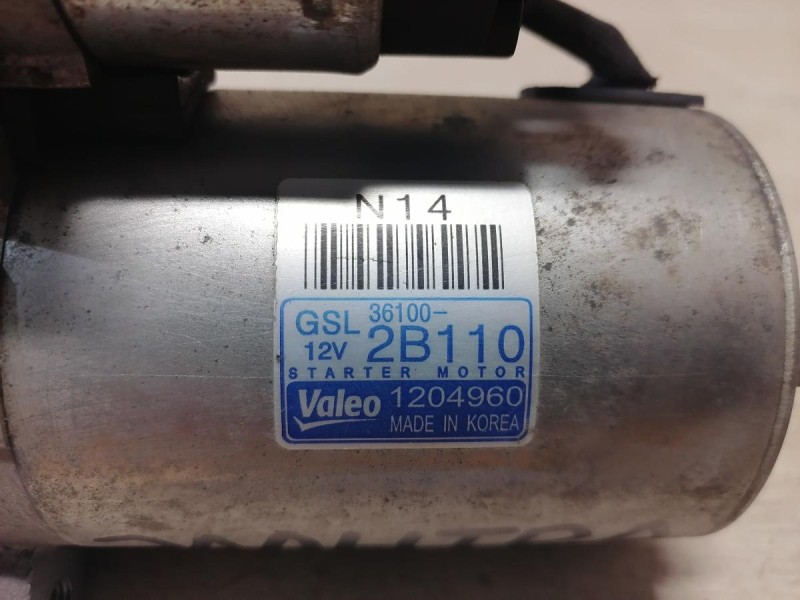 N14
GSL 36100-
12V 2B110
STARTER MOTOR
Valeo 1204960
MADE IN KOREA